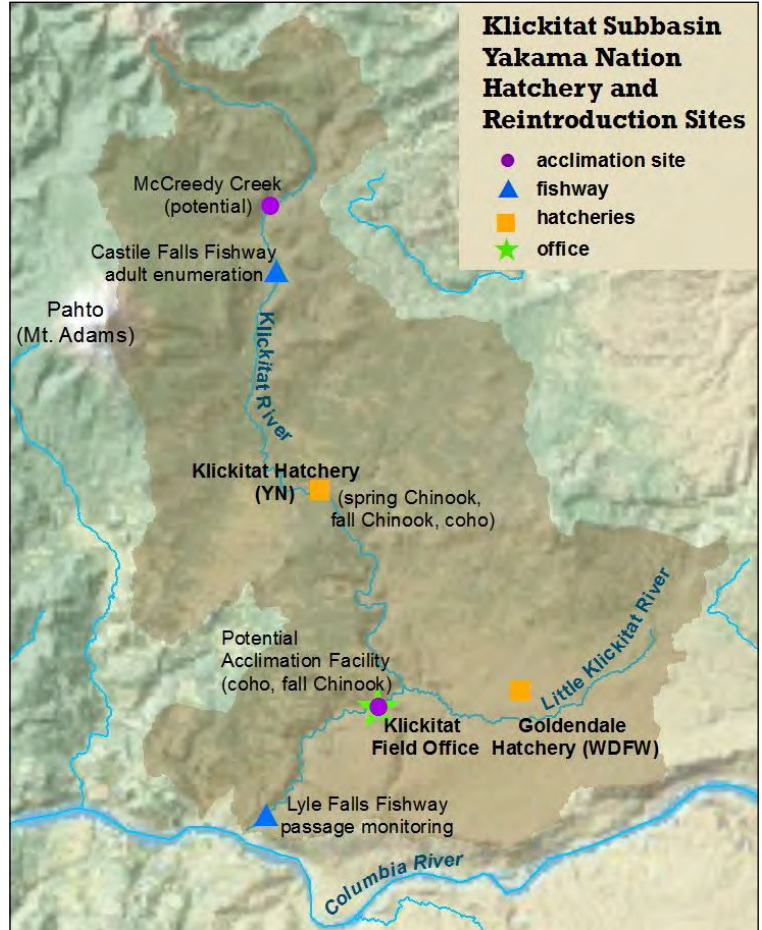 Klickitat Subbasin
Yakama Nation
Hatchery and
Reintroduction Sites
acclimation site
fishway
hatcheries
office
McCreedy Creek
(potential)
Castile Falls Fishway
adult enumeration
Pahto
(Mt. Adams)
Klickitat River
Klickitat Hatchery
(YN)
(spring Chinook,
fall Chinook, coho)
Potential
Acclimation Facility
(coho, fall Chinook)
Little Klickitat River
Klickitat
Field Office
Goldendale
Hatchery (WDFW)
Lyle Falls Fishway
passage monitoring
Columbia River